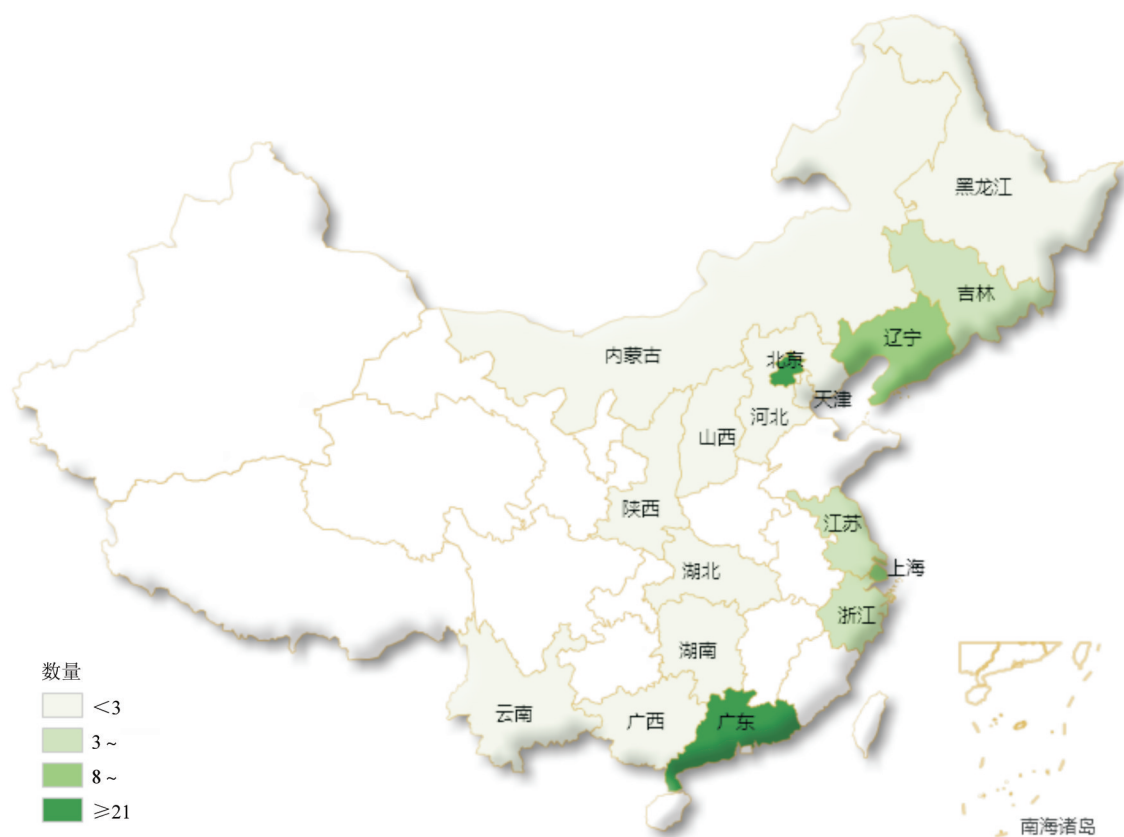 黑龙江
吉林
辽宁
内蒙古
北京
天津
河北
山西
陕西
江苏
上海
湖北
浙江
湖南
云南
广西
广东
数量
<3
3 ~
8 ~
≥21
南海诸岛